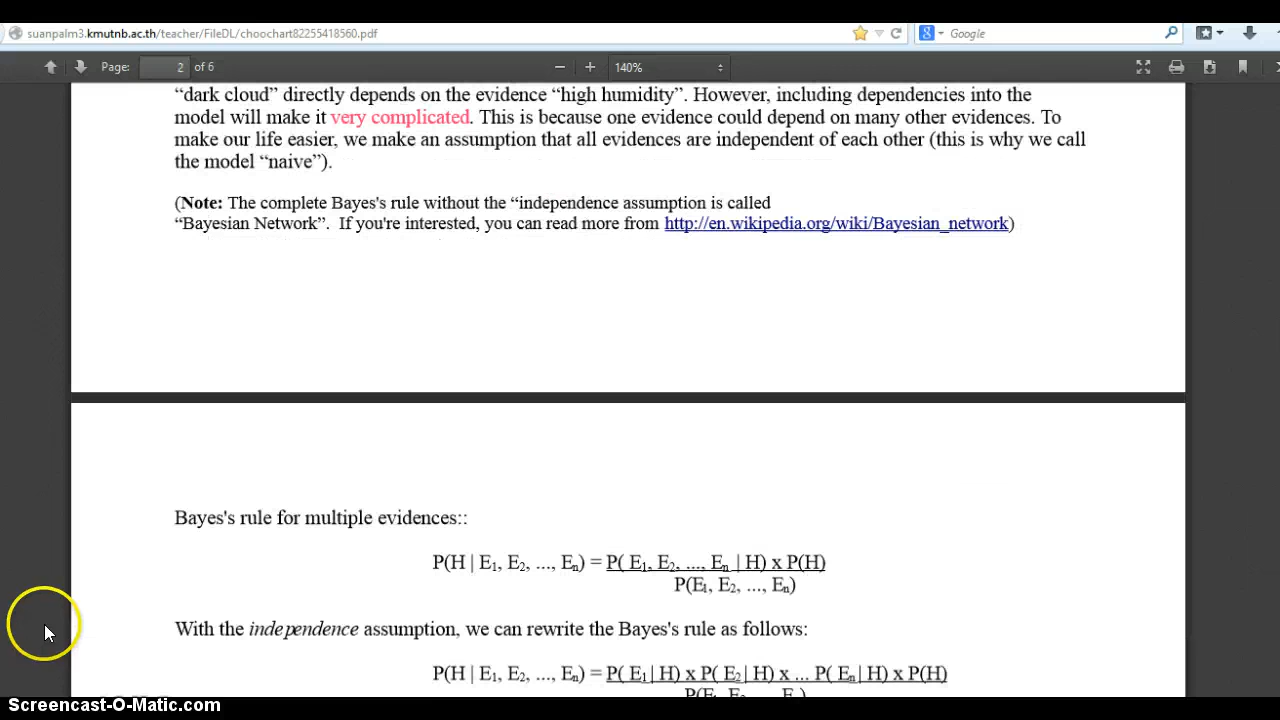 suanpalm3.kmutnb.ac.th/teacher/FileDL/choochart82255418560.pdf
Google
Page: 2 of 6
140%
“dark cloud” directly depends on the evidence “high humidity”. However, including dependencies into the
model will make it very complicated. This is because one evidence could depend on many other evidences. To
make our life easier, we make an assumption that all evidences are independent of each other (this is why we call
the model “naive”).
(Note: The complete Bayes's rule without the “independence assumption is called
“Bayesian Network”. If you're interested, you can read more from http://en.wikipedia.org/wiki/Bayesian_network)
Bayes's rule for multiple evidences::
P(H | E1, E2, ..., En) = P( E1, E2, ..., En | H) x P(H)
P(E1, E2, ..., En)
With the independence assumption, we can rewrite the Bayes's rule as follows:
P(H | E1, E2, ..., En) = P( E1 | H) x P( E2 | H) x ... P( En | H) x P(H)
P(E1, E2, ..., En)
Screencast-O-Matic.com